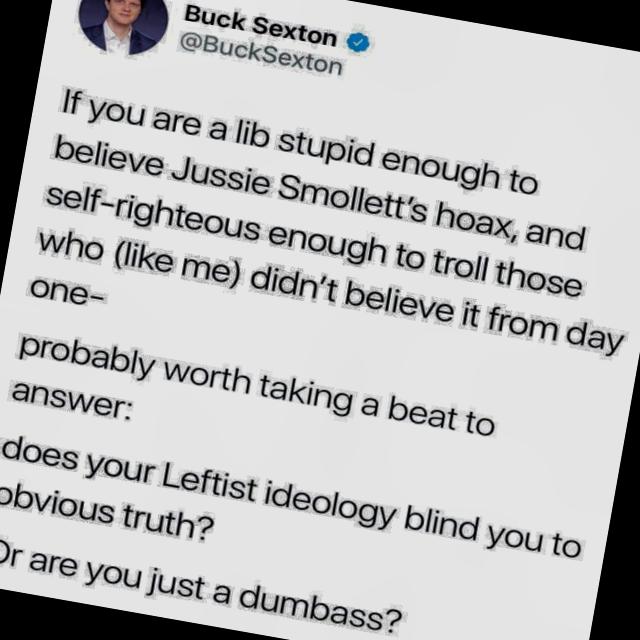 Buck Sexton
@BuckSexton
If you are a lib stupid enough to
believe Jussie Smollett's hoax, and
self-righteous enough to troll those
who (like me) didn't believe it from day
one-
probably worth taking a beat to
answer:
does your Leftist ideology blind you to
obvious truth?
Or are you just a dumbass?